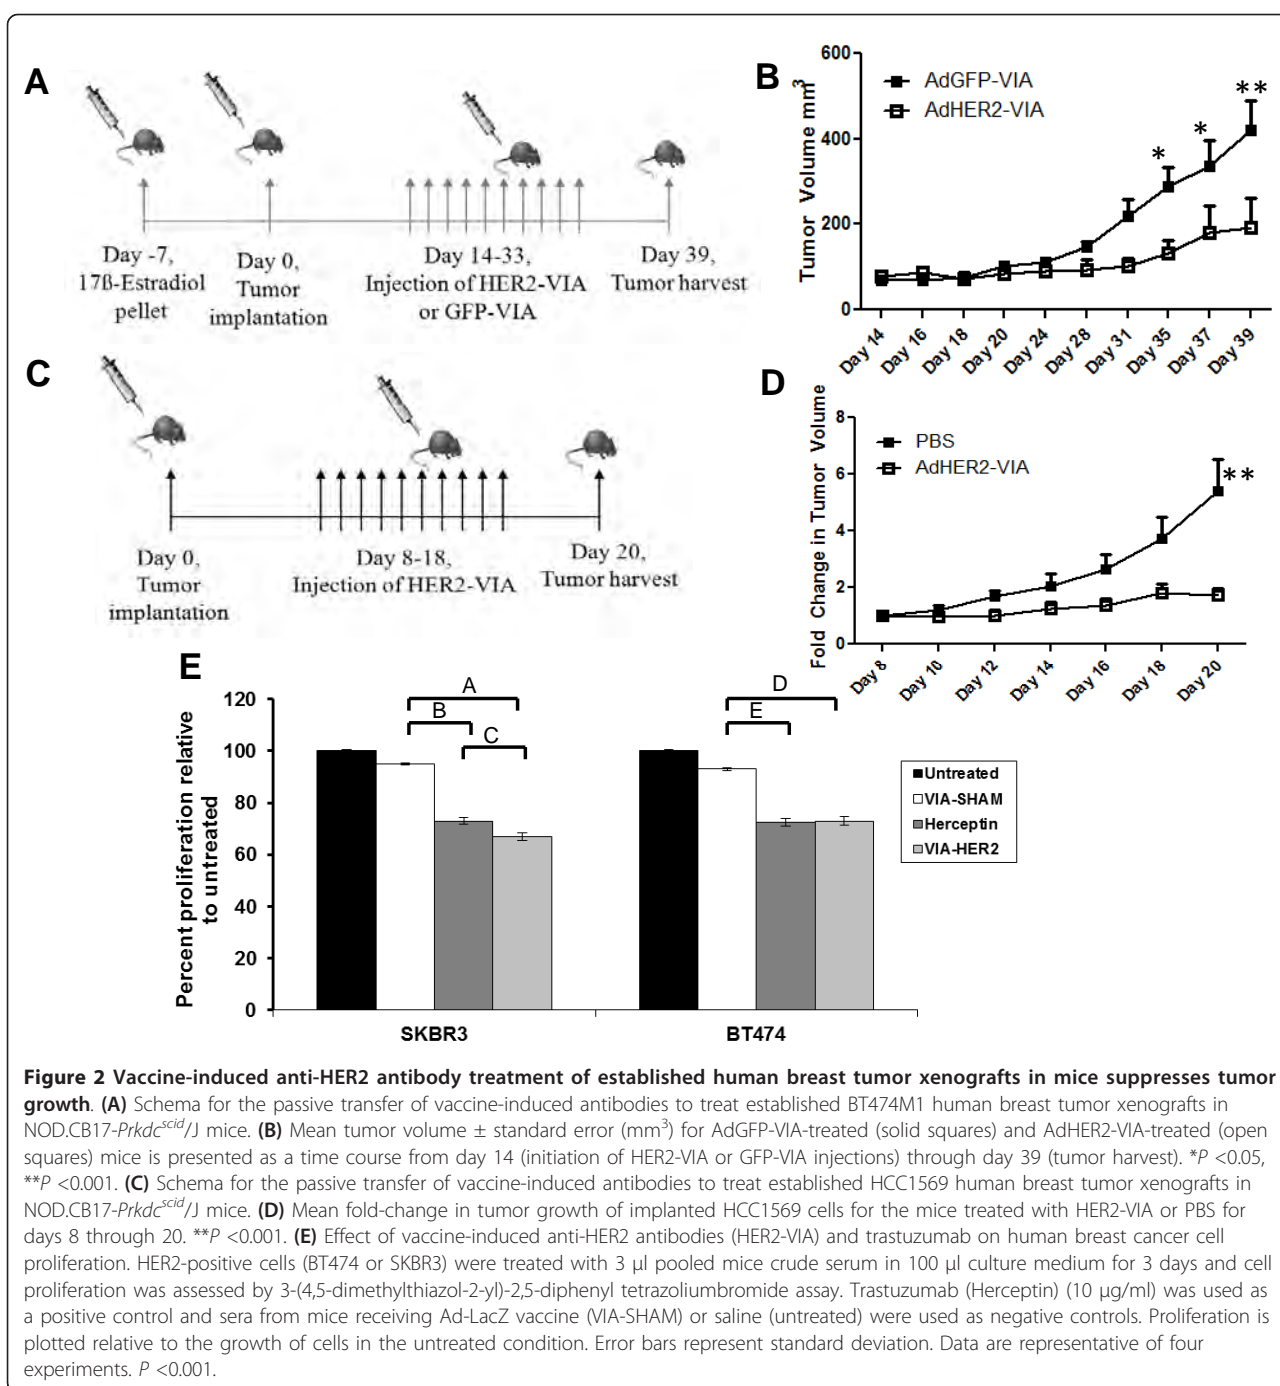 A
Day -7,
17ß-Estradiol
pellet
Day 0,
Tumor
implantation
Day 14-33,
Injection of HER2-VIA
or GFP-VIA
Day 39,
Tumor harvest
B
Tumor Volume mm3
600
400
200
0
AdGFP-VIA
AdHER2-VIA
*
*
**
Day 14
Day 16
Day 18
Day 20
Day 24
Day 28
Day 31
Day 35
Day 37
Day 39
C
Day 0,
Tumor
implantation
Day 8-18,
Injection of HER2-VIA
Day 20,
Tumor harvest
D
Fold Change in Tumor Volume
8
6
4
2
0
PBS
AdHER2-VIA
**
Day 8
Day 10
Day 12
Day 14
Day 16
Day 18
Day 20
E
Percent proliferation relative
to untreated
120
100
80
60
40
20
0
A
B
C
D
E
SKBR3
BT474
Untreated
VIA-SHAM
Herceptin
VIA-HER2
Figure 2 Vaccine-induced anti-HER2 antibody treatment of established human breast tumor xenografts in mice suppresses tumor
growth. (A) Schema for the passive transfer of vaccine-induced antibodies to treat established BT474M1 human breast tumor xenografts in
NOD.CB17-Prkdcscid/J mice. (B) Mean tumor volume ± standard error (mm3) for AdGFP-VIA-treated (solid squares) and AdHER2-VIA-treated (open
squares) mice is presented as a time course from day 14 (initiation of HER2-VIA or GFP-VIA injections) through day 39 (tumor harvest). *P <0.05,
**P <0.001. (C) Schema for the passive transfer of vaccine-induced antibodies to treat established HCC1569 human breast tumor xenografts in
NOD.CB17-Prkdcscid/J mice. (D) Mean fold-change in tumor growth of implanted HCC1569 cells for the mice treated with HER2-VIA or PBS for
days 8 through 20. **P <0.001. (E) Effect of vaccine-induced anti-HER2 antibodies (HER2-VIA) and trastuzumab on human breast cancer cell
proliferation. HER2-positive cells (BT474 or SKBR3) were treated with 3 μl pooled mice crude serum in 100 μl culture medium for 3 days and cell
proliferation was assessed by 3-(4,5-dimethylthiazol-2-yl)-2,5-diphenyl tetrazoliumbromide assay. Trastuzumab (Herceptin) (10 μg/ml) was used as
a positive control and sera from mice receiving Ad-LacZ vaccine (VIA-SHAM) or saline (untreated) were used as negative controls. Proliferation is
plotted relative to the growth of cells in the untreated condition. Error bars represent standard deviation. Data are representative of four
experiments. P <0.001.